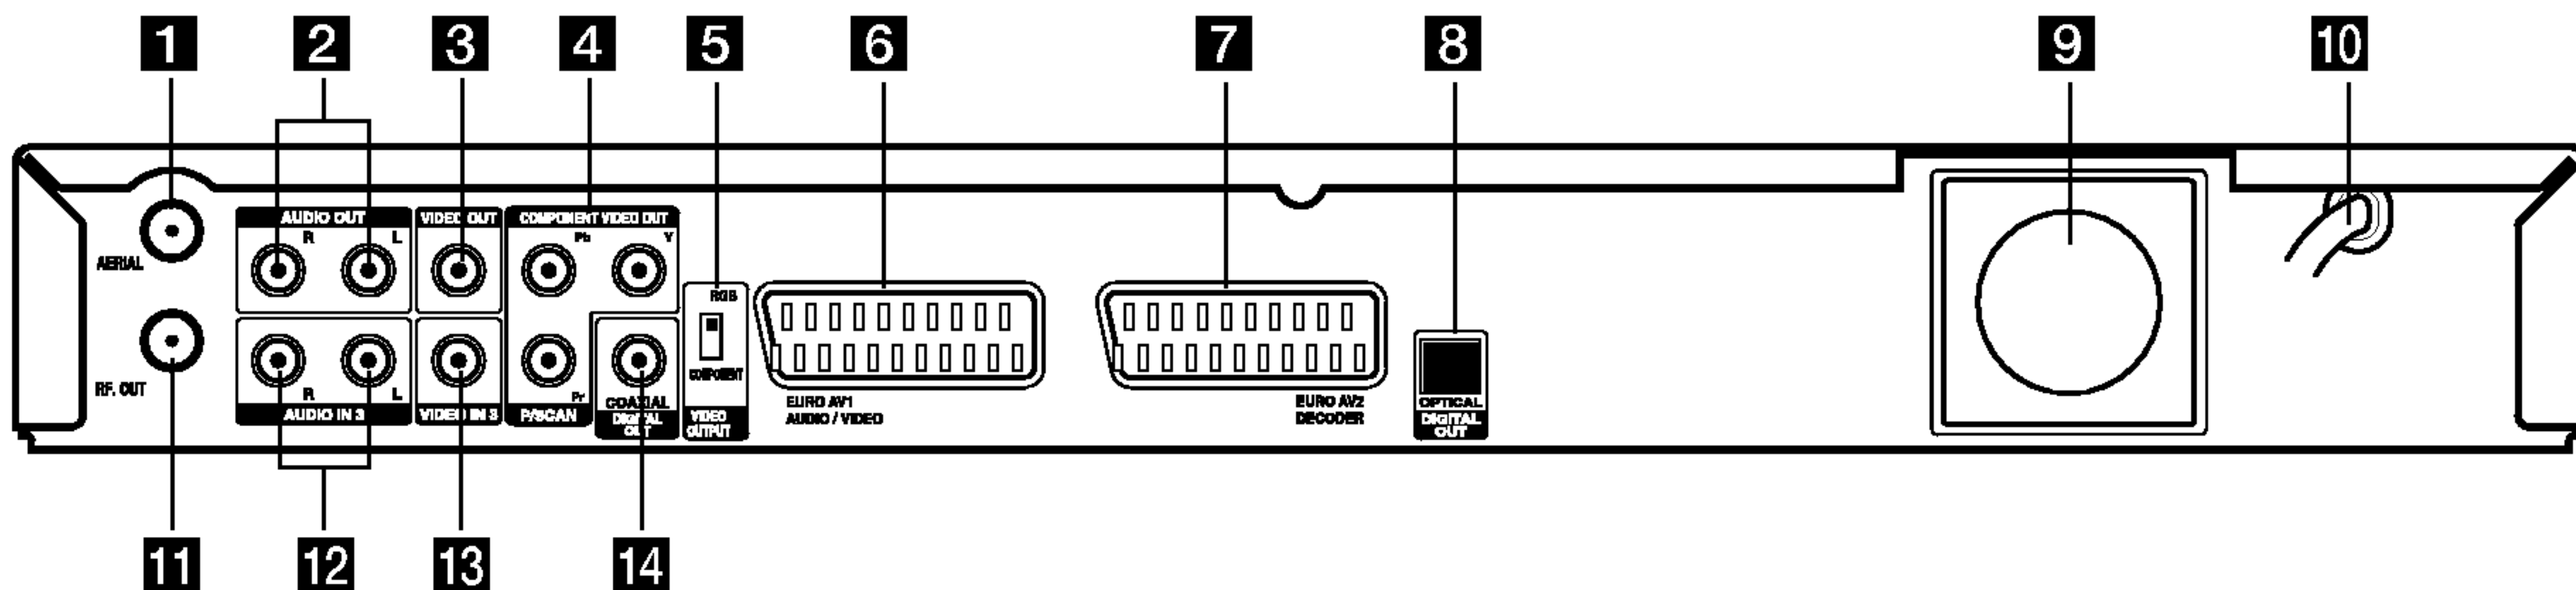 1 2 3 4 5 6 7 8 9 10
AERIAL
RF. OUT
AUDIO OUT
R L
VIDEO OUT
COMPONENT VIDEO OUT
Pb Y
R L
AUDIO IN 3
VIDEO IN 3
Pr
P/SCAN
COAXIAL
DIGITAL
OUT
RGB
COMPONENT
VIDEO
OUTPUT
EURO AV1
AUDIO / VIDEO
EURO AV2
DECODER
OPTICAL
DIGITAL
OUT
11 12 13 14